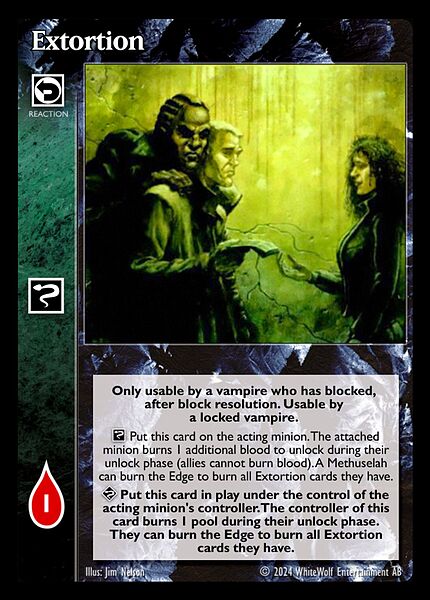 Extortion
REACTION
Only usable by a vampire who has blocked,
after block resolution. Usable by
a locked vampire.
Put this card on the acting minion. The attached
minion burns 1 additional blood to unlock during their
unlock phase (allies cannot burn blood). A Methuselah
can burn the Edge to burn all Extortion cards they have.
Put this card in play under the control of the
acting minion's controller. The controller of this
card burns 1 pool during their unlock phase.
They can burn the Edge to burn all Extortion
cards they have.
1
Illus: Jim Nelson © 2024 White Wolf Entertainment AB